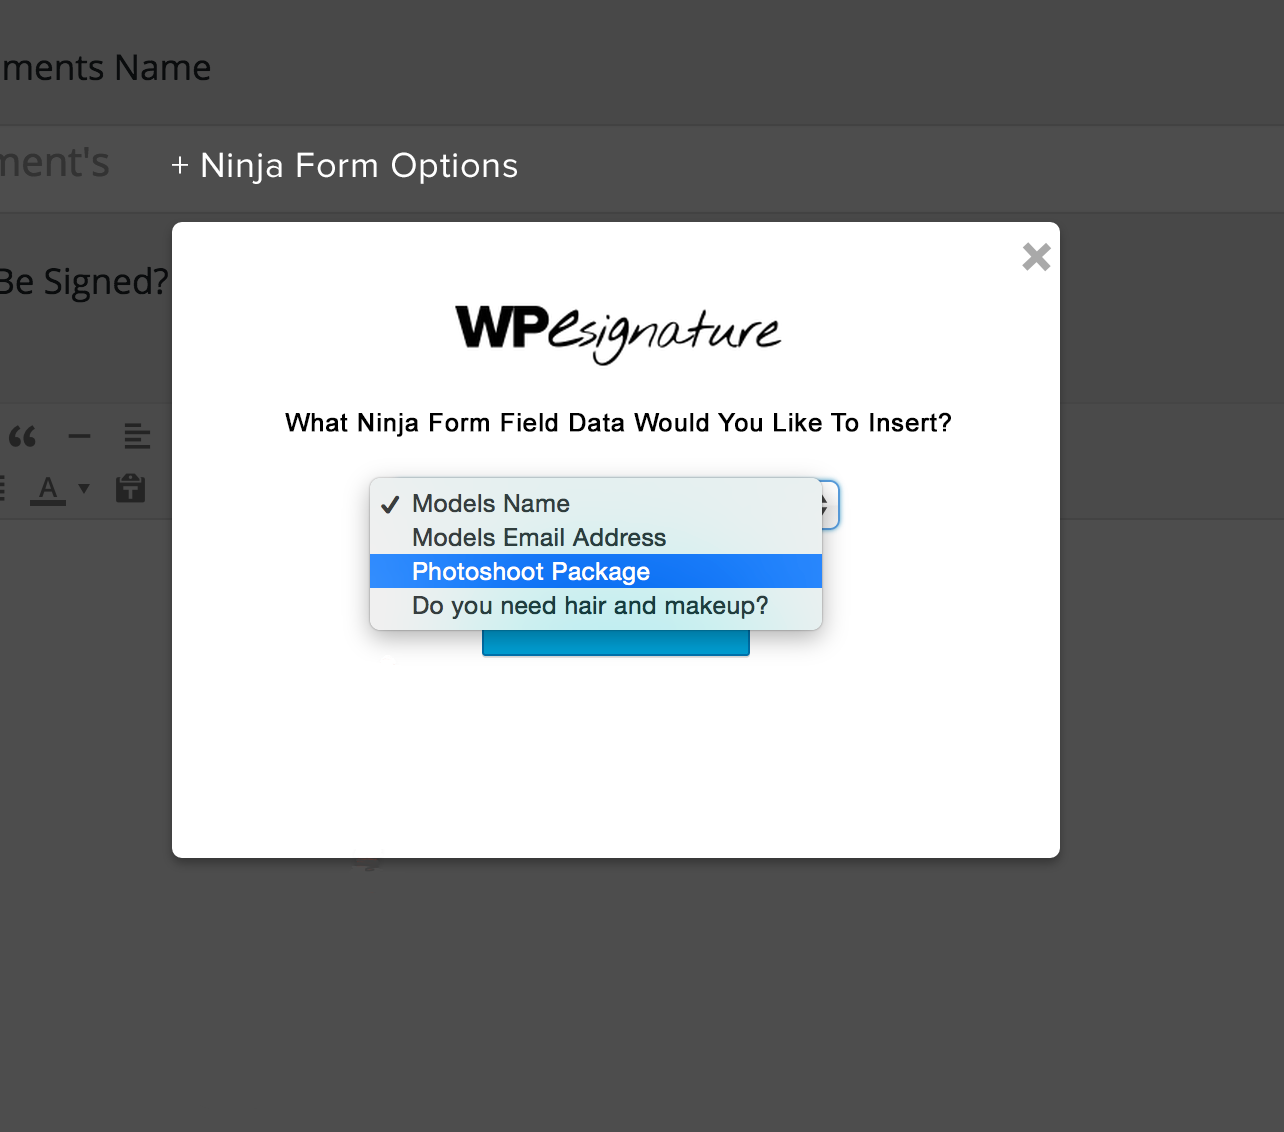 ments Name
ment's
+ Ninja Form Options
Be Signed?
WPesignature
What Ninja Form Field Data Would You Like To Insert?
✓ Models Name
Models Email Address
Photoshoot Package
Do you need hair and makeup?
A